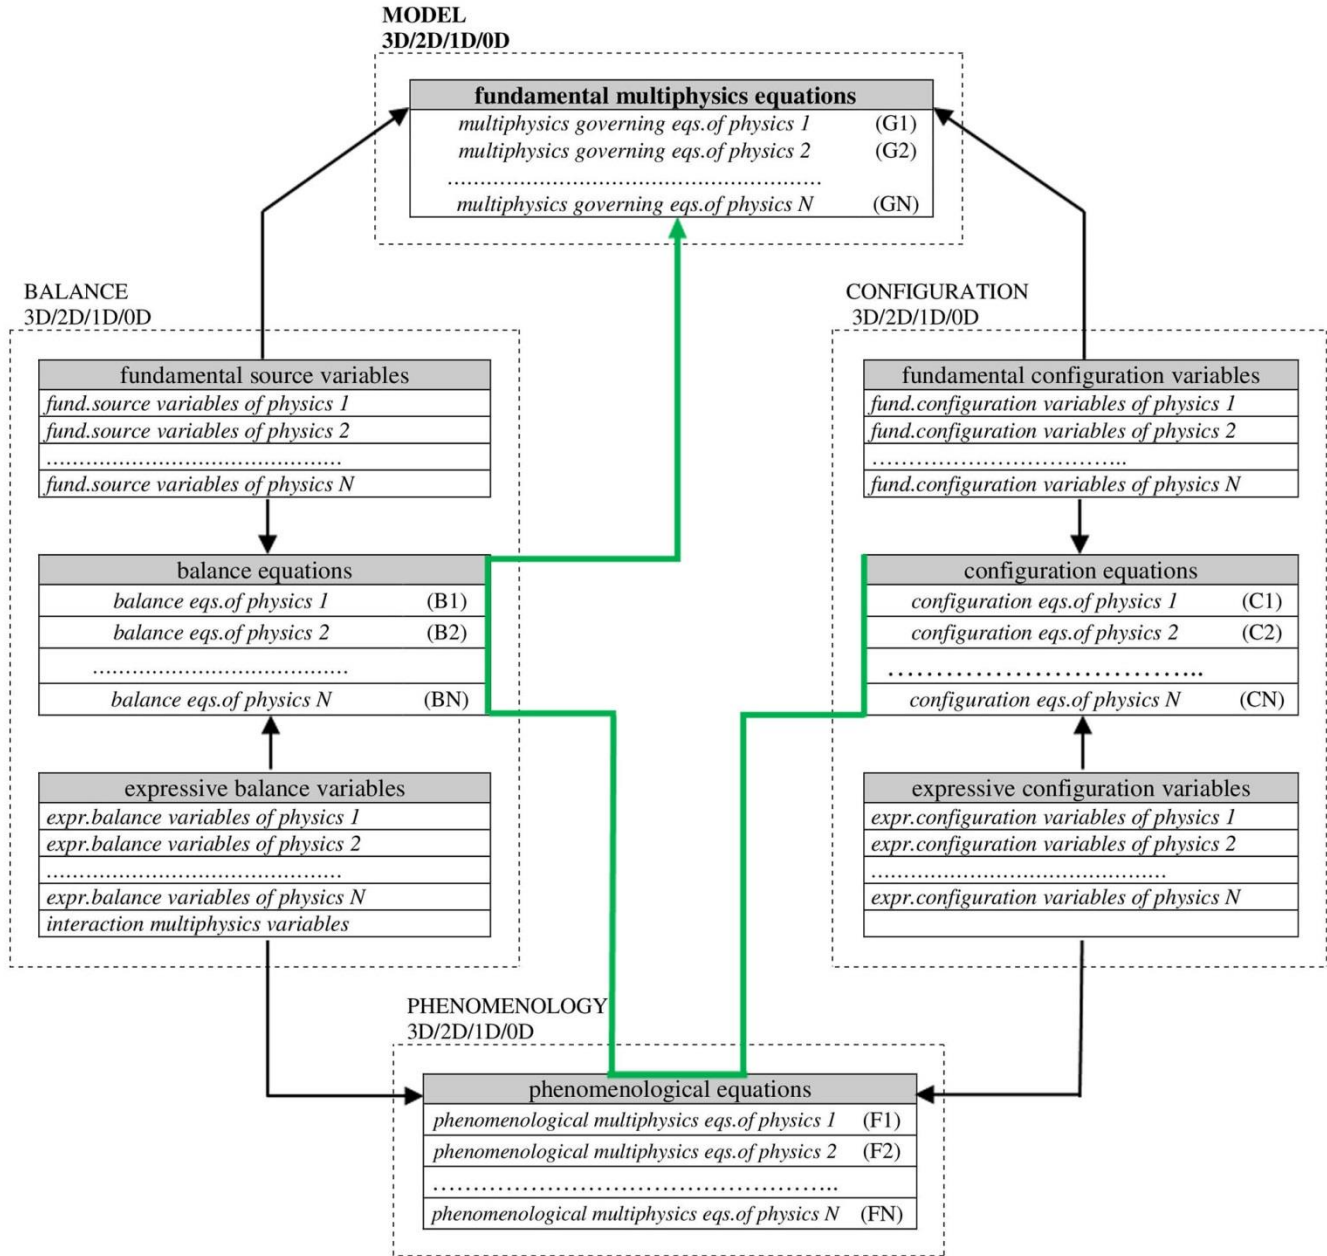 MODEL
3D/2D/1D/0D
fundamental multiphysics equations
multiphysics governing eqs.of physics 1 (G1)
multiphysics governing eqs.of physics 2 (G2)
........................................................
multiphysics governing eqs.of physics N (GN)
BALANCE
3D/2D/1D/0D
fundamental source variables
fund.source variables of physics 1
fund.source variables of physics 2
............................................
fund.source variables of physics N
balance equations
balance eqs.of physics 1 (B1)
balance eqs.of physics 2 (B2)
......................................
balance eqs.of physics N (BN)
expressive balance variables
expr.balance variables of physics 1
expr.balance variables of physics 2
............................................
expr.balance variables of physics N
interaction multiphysics variables
CONFIGURATION
3D/2D/1D/0D
fundamental configuration variables
fund.configuration variables of physics 1
fund.configuration variables of physics 2
......................................
fund.configuration variables of physics N
configuration equations
configuration eqs.of physics 1 (C1)
configuration eqs.of physics 2 (C2)
................................
configuration eqs.of physics N (CN)
expressive configuration variables
expr.configuration variables of physics 1
expr.configuration variables of physics 2
............................................
expr.configuration variables of physics N
PHENOMENOLOGY
3D/2D/1D/0D
phenomenological equations
phenomenological multiphysics eqs.of physics 1 (F1)
phenomenological multiphysics eqs.of physics 2 (F2)
..................................................
phenomenological multiphysics eqs.of physics N (FN)